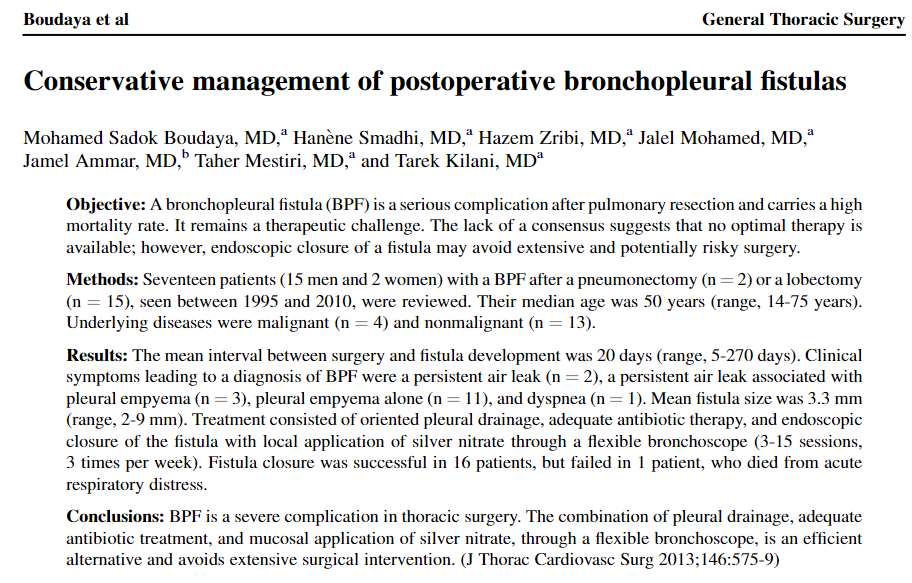 Boudaya et al
General Thoracic Surgery
Conservative management of postoperative bronchopleural fistulas
Mohamed Sadok Boudaya, MD,a Hanène Smadhi, MD,a Hazem Zribi, MD,a Jalel Mohamed, MD,a
Jamel Ammar, MD,b Taher Mestiri, MD,a and Tarek Kilani, MDa
Objective: A bronchopleural fistula (BPF) is a serious complication after pulmonary resection and carries a high
mortality rate. It remains a therapeutic challenge. The lack of a consensus suggests that no optimal therapy is
available; however, endoscopic closure of a fistula may avoid extensive and potentially risky surgery.
Methods: Seventeen patients (15 men and 2 women) with a BPF after a pneumonectomy (n = 2) or a lobectomy
(n = 15), seen between 1995 and 2010, were reviewed. Their median age was 50 years (range, 14-75 years).
Underlying diseases were malignant (n = 4) and nonmalignant (n = 13).
Results: The mean interval between surgery and fistula development was 20 days (range, 5-270 days). Clinical
symptoms leading to a diagnosis of BPF were a persistent air leak (n = 2), a persistent air leak associated with
pleural empyema (n = 3), pleural empyema alone (n = 11), and dyspnea (n = 1). Mean fistula size was 3.3 mm
(range, 2-9 mm). Treatment consisted of oriented pleural drainage, adequate antibiotic therapy, and endoscopic
closure of the fistula with local application of silver nitrate through a flexible bronchoscope (3-15 sessions,
3 times per week). Fistula closure was successful in 16 patients, but failed in 1 patient, who died from acute
respiratory distress.
Conclusions: BPF is a severe complication in thoracic surgery. The combination of pleural drainage, adequate
antibiotic treatment, and mucosal application of silver nitrate, through a flexible bronchoscope, is an efficient
alternative and avoids extensive surgical intervention. (J Thorac Cardiovasc Surg 2013;146:575-9)